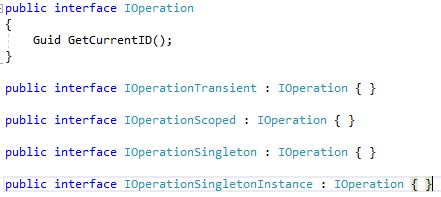 public interface IOperation
{
Guid GetCurrentID();
}
public interface IOperationTransient : IOperation { }
public interface IOperationScoped : IOperation { }
public interface IOperationSingleton : IOperation { }
public interface IOperationSingletonInstance : IOperation { }